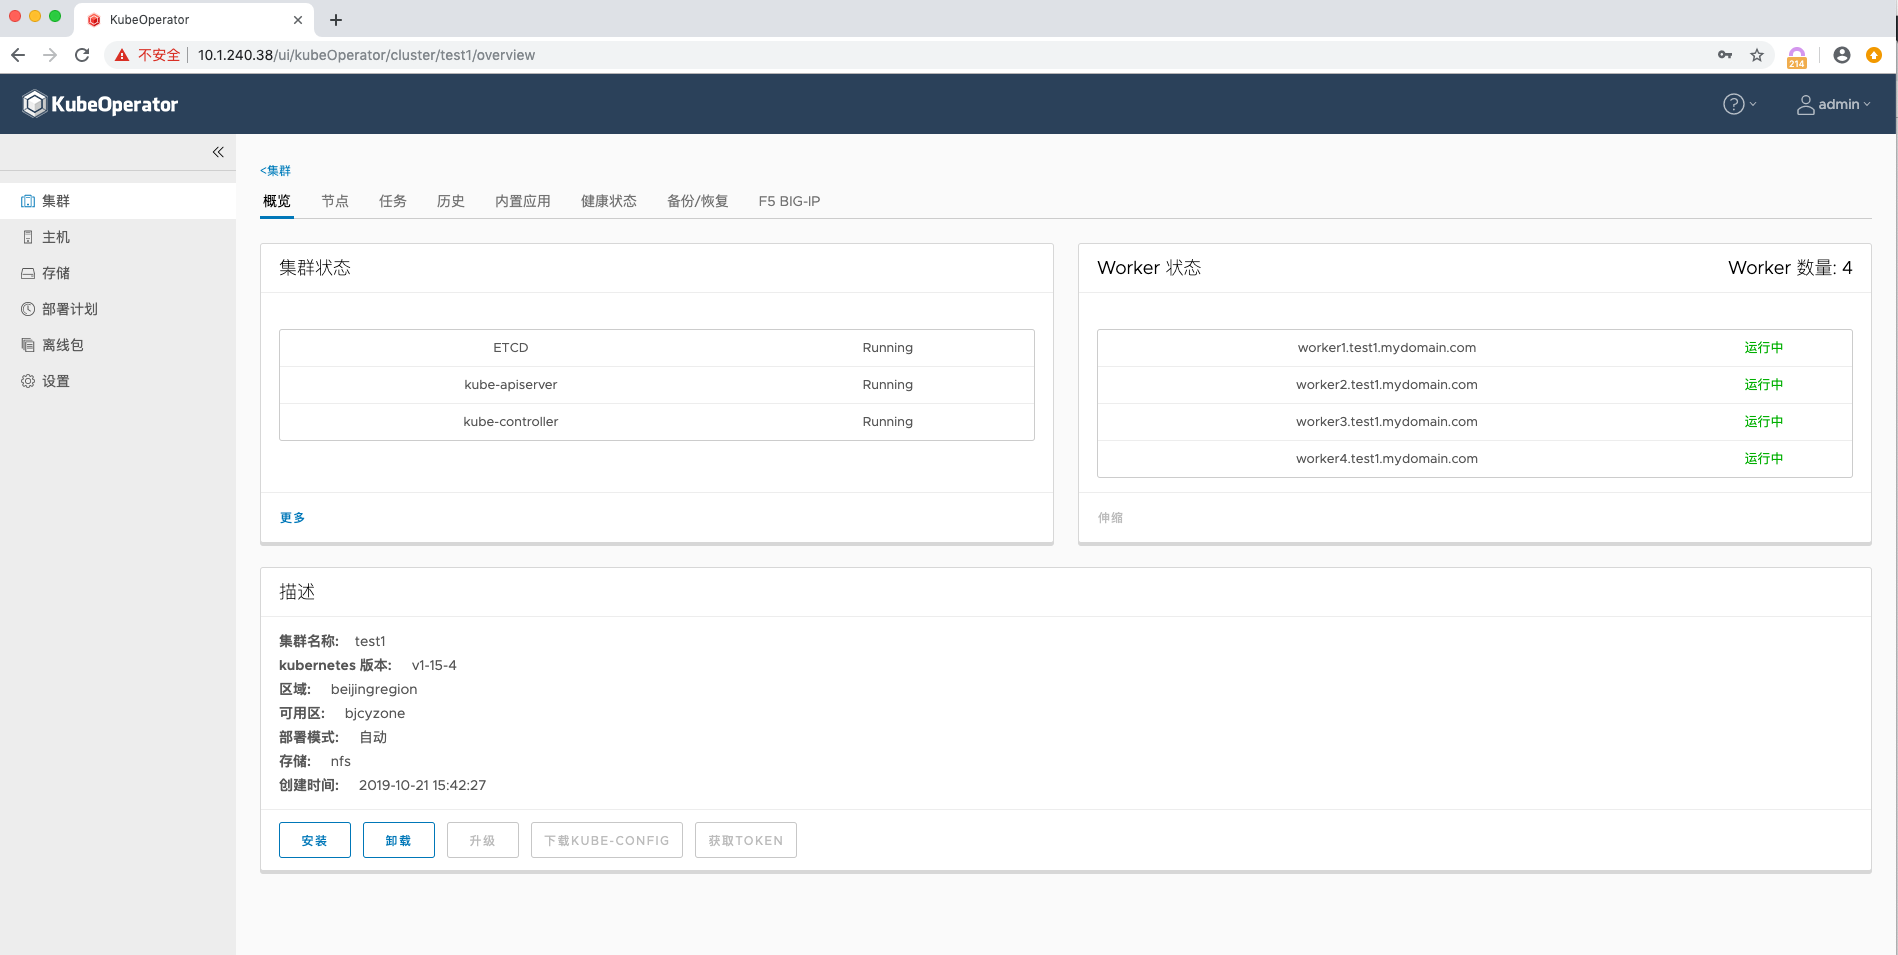 KubeOperator
不安全 10.1.240.38/ui/kubeOperator/cluster/test1/overview
214
KubeOperator
? admin
集群
主机
存储
部署计划
离线包
设置
<集群
概览 节点 任务 历史 内置应用 健康状态 备份/恢复 F5 BIG-IP
集群状态
ETCD Running
kube-apiserver Running
kube-controller Running
更多
Worker 状态 Worker 数量: 4
worker1.test1.mydomain.com 运行中
worker2.test1.mydomain.com 运行中
worker3.test1.mydomain.com 运行中
worker4.test1.mydomain.com 运行中
伸缩
描述
集群名称: test1
kubernetes 版本: v1-15-4
区域: beijingregion
可用区: bjcyzone
部署模式: 自动
存储: nfs
创建时间: 2019-10-21 15:42:27
安装 卸载 升级 下载KUBE-CONFIG 获取TOKEN